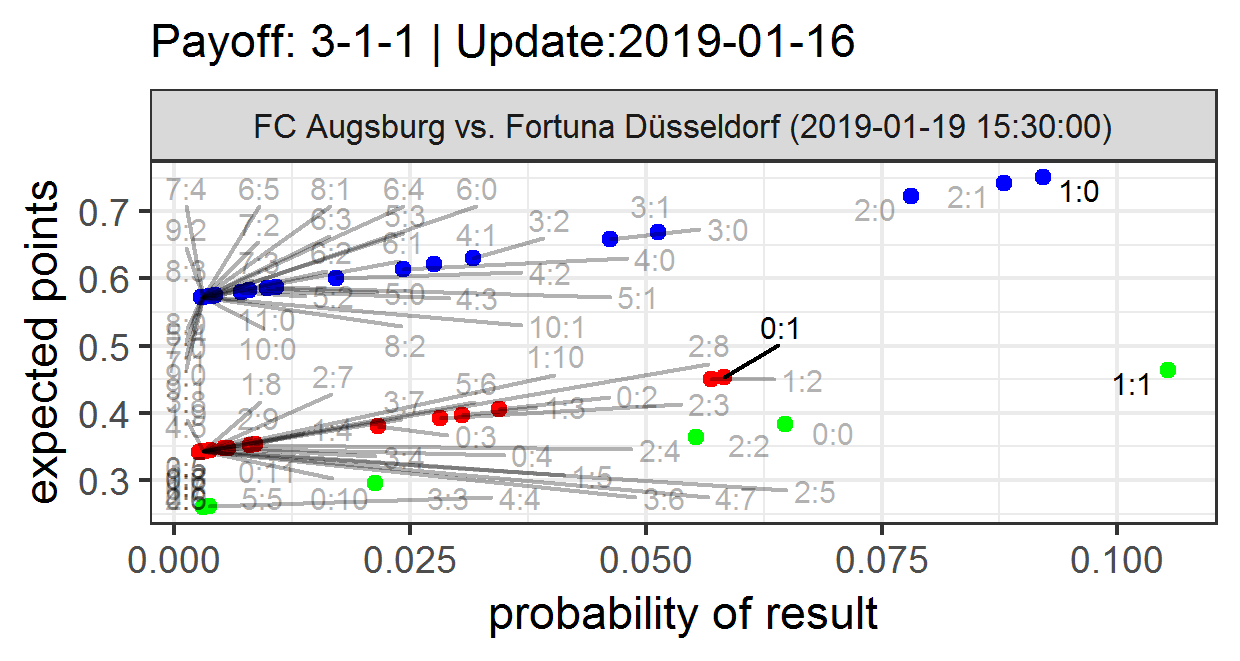 Payoff: 3-1-1 | Update:2019-01-16
FC Augsburg vs. Fortuna Düsseldorf (2019-01-19 15:30:00)
7:4 6:5 8:1 6:4 6:0
9:2 7:2 6:3 5:3 3:2 3:1 2:0 2:1 1:0
8:3 7:3 6:2 6:1 4:1 3:0
4:2 4:0
5:2 5:0 4:3 5:1
11:0 10:1
10:0 8:2 1:10 2:8 0:1
1:8 2:7 5:6 1:2 1:1
2:9 3:7 1:3 0:2 2:3
1:4 0:3 2:2 0:0
3:4 0:4 2:4
0:11 1:5
5:5 0:10 3:3 4:4 3:6 4:7 2:5
0.7
0.6
0.5
0.4
0.3
expected points
0.000 0.025 0.050 0.075 0.100
probability of result